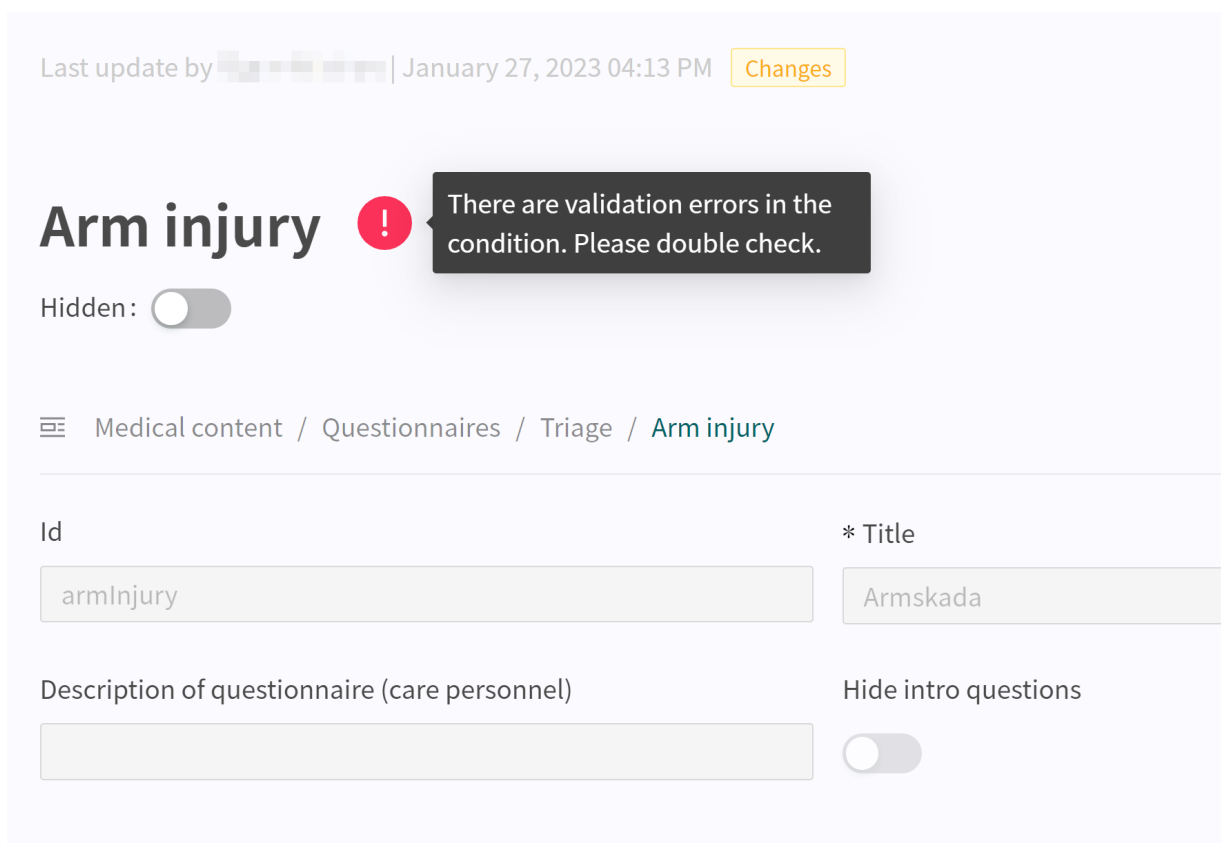 Last update by | January 27, 2023 04:13 PM Changes
Arm injury ! There are validation errors in the
condition. Please double check.
Hidden:
Medical content / Questionnaires / Triage / Arm injury
Id
* Title
armInjury
Armskada
Description of questionnaire (care personnel)
Hide intro questions